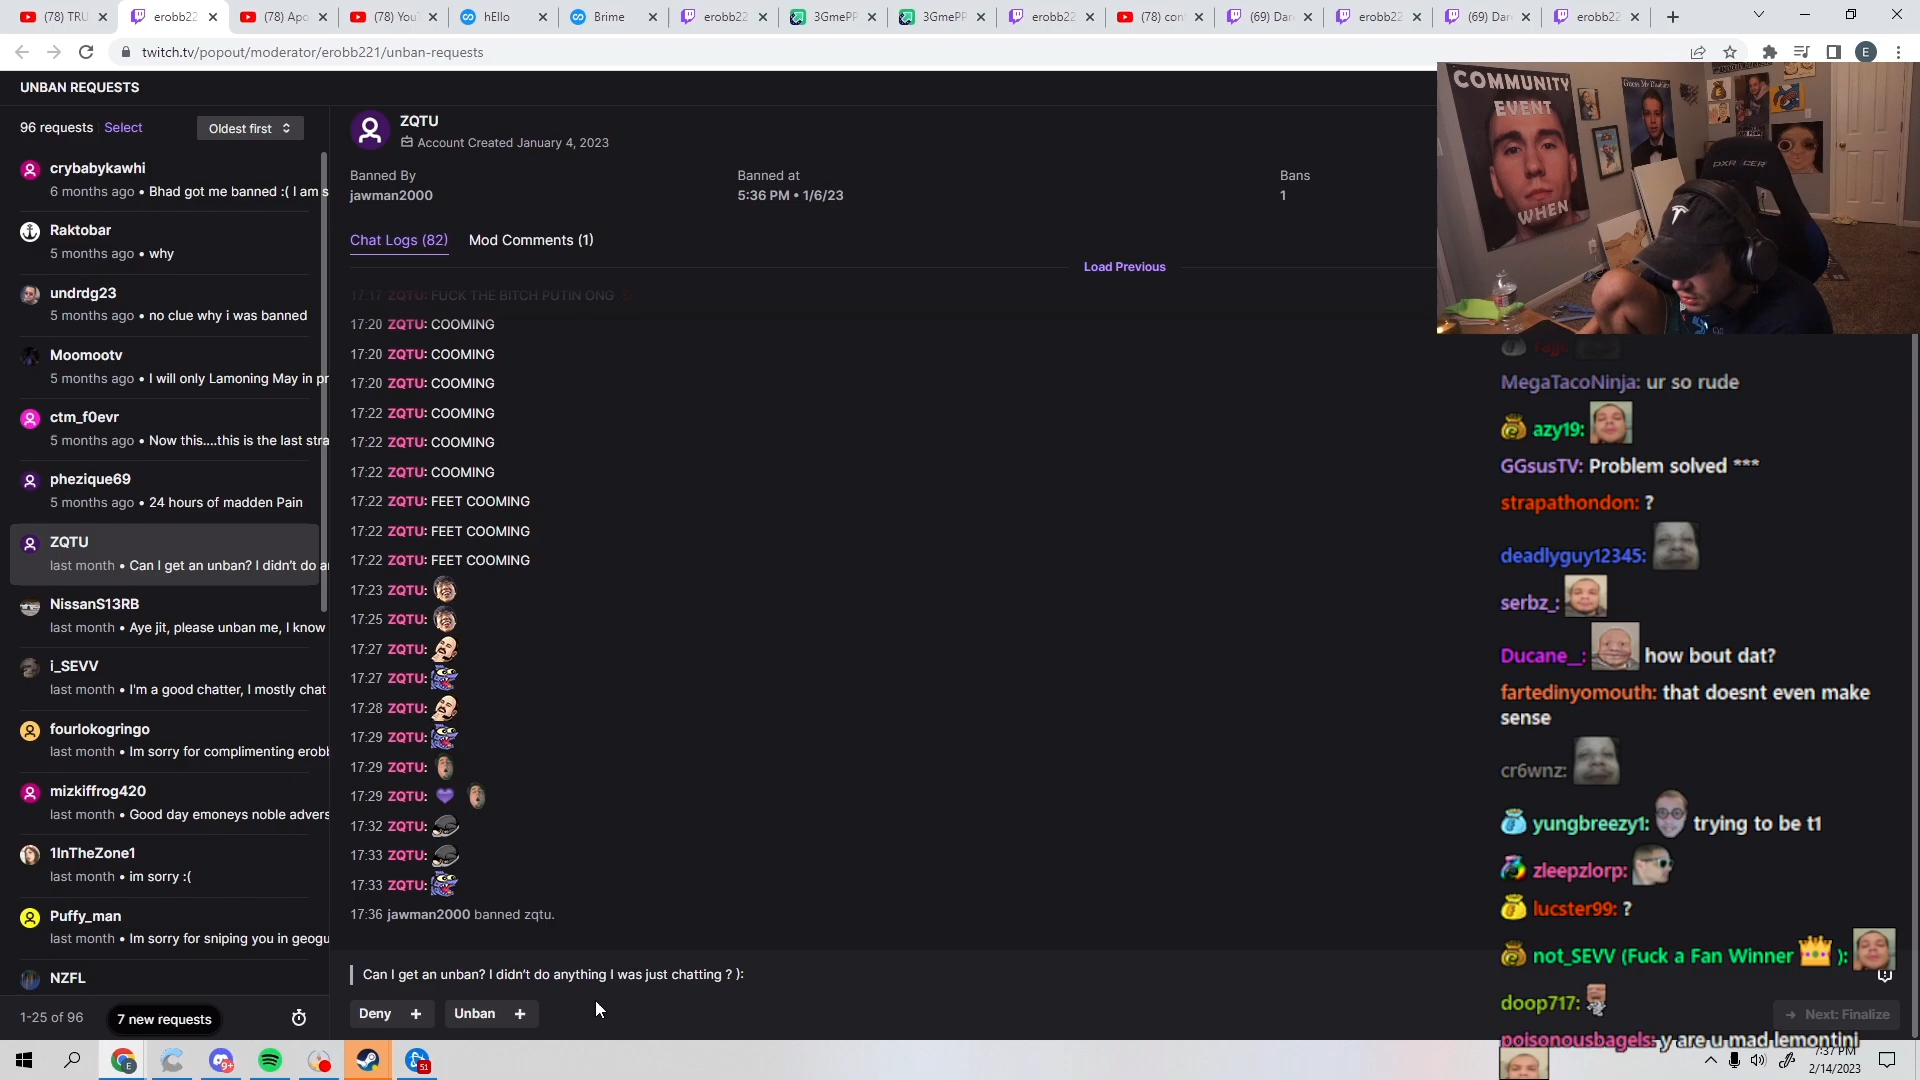 (78) TRU
erobb22
(78) Apo
(78) You
hEllo
Brime
erobb22
3GmePP
3GmePP
erobb22
(78) con
(69) Dar
erobb22
(69) Dar
erobb22
twitch.tv/popout/moderator/erobb221/unban-requests
E
UNBAN REQUESTS
96 requests Select
Oldest first
crybabykawhi
6 months ago • Bhad got me banned :( I am s
Raktobar
5 months ago • why
undrdg23
5 months ago • no clue why i was banned
Moomootv
5 months ago • I will only Lamoning May in pr
ctm_f0evr
5 months ago • Now this....this is the last stra
phezique69
5 months ago • 24 hours of madden Pain
ZQTU
last month • Can I get an unban? I didn't do a
NissanS13RB
last month • Aye jit, please unban me, I know
i_SEVV
last month • I'm a good chatter, I mostly chat
fourlokogringo
last month • Im sorry for complimenting erobb
mizkiffrog420
last month • Good day emoneys noble advers
1InTheZone1
last month • im sorry :(
Puffy_man
last month • Im sorry for sniping you in geogu
NZFL
1-25 of 96
7 new requests
ZQTU
Account Created January 4, 2023
Banned By
jawman2000
Banned at
5:36 PM • 1/6/23
Bans
1
Chat Logs (82)
Mod Comments (1)
Load Previous
17:17 ZQTU: FUCK THE BITCH PUTIN ONG
17:20 ZQTU: COOMING
17:20 ZQTU: COOMING
17:20 ZQTU: COOMING
17:22 ZQTU: COOMING
17:22 ZQTU: COOMING
17:22 ZQTU: COOMING
17:22 ZQTU: FEET COOMING
17:22 ZQTU: FEET COOMING
17:22 ZQTU: FEET COOMING
17:23 ZQTU:
17:25 ZQTU:
17:27 ZQTU:
17:27 ZQTU:
17:28 ZQTU:
17:29 ZQTU:
17:29 ZQTU:
17:29 ZQTU:
17:32 ZQTU:
17:33 ZQTU:
17:33 ZQTU:
17:36 jawman2000 banned zqtu.
Can I get an unban? I didn't do anything I was just chatting ? ):
Deny +
Unban +
Next: Finalize
COMMUNITY
EVENT
WHEN
DXRACER
MegaTacoNinja: ur so rude
azy19:
GGsusTV: Problem solved ***
strapathondon: ?
deadlyguy12345:
serbz_:
Ducane__: how bout dat?
fartedinyomouth: that doesnt even make
sense
cr6wnz:
yungbreezy1: trying to be t1
zleepzlorp:
lucster99: ?
not_SEVV (Fuck a Fan Winner ):
doop717:
poisonousbagels: y are u mad lemontini
9+
51
7:37 PM
2/14/2023